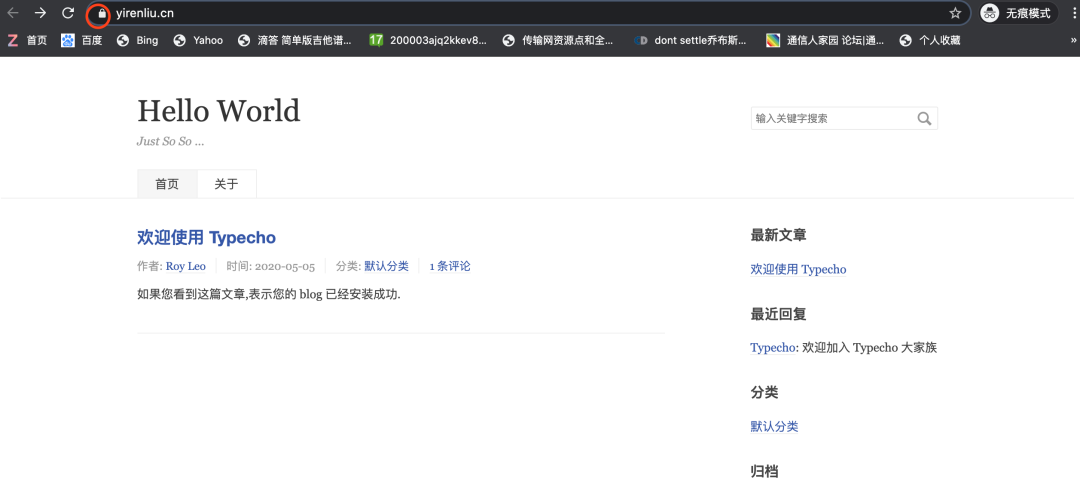 yirenliu.cn 无痕模式
Z 首页 百度 Bing Yahoo 滴答 简单版吉他谱... 17 200003ajq2kkev8... 传输网资源点和全... dont settle乔布斯... 通信人家园 论坛|通... 个人收藏 »
Hello World
输入关键字搜索
Just So So ...
首页 关于
欢迎使用 Typecho
作者: Roy Leo 时间: 2020-05-05 分类: 默认分类 1 条评论
如果您看到这篇文章,表示您的 blog 已经安装成功.
最新文章
欢迎使用 Typecho
最近回复
Typecho: 欢迎加入 Typecho 大家族
分类
默认分类
归档